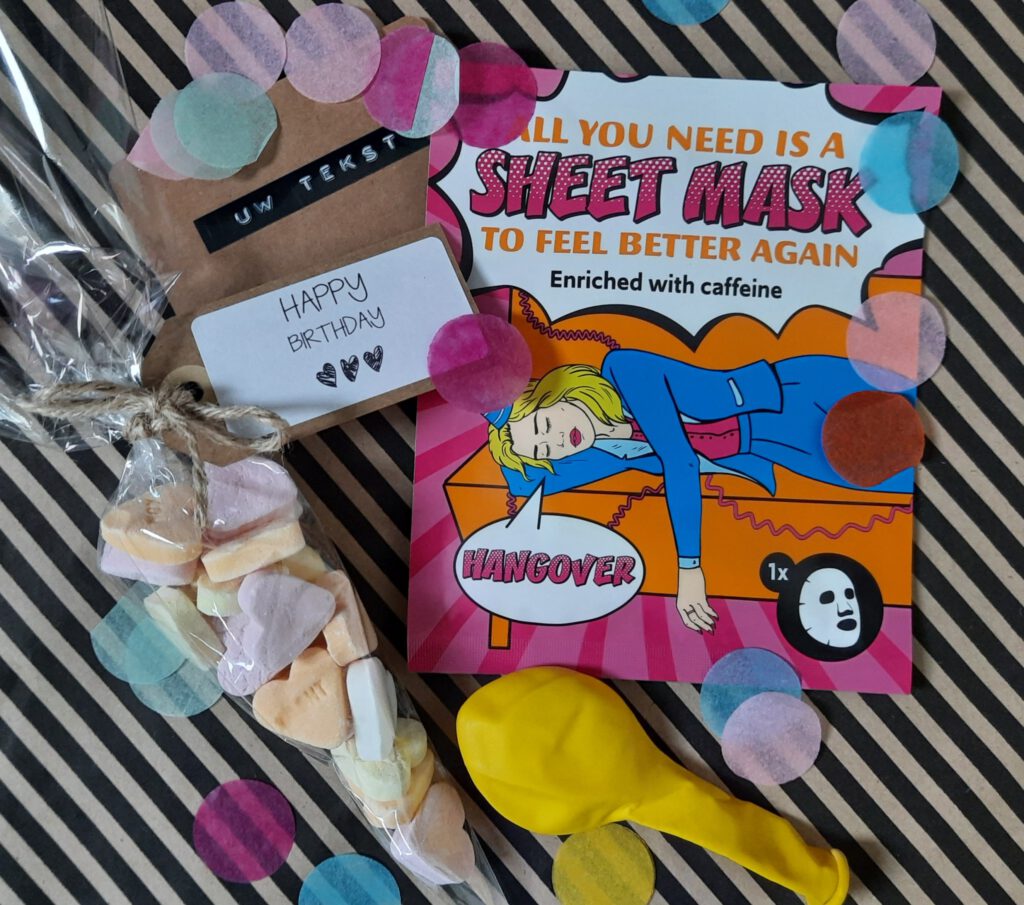 UW TEKST
HAPPY
BIRTHDAY
ALL YOU NEED IS A
SHEET MASK
TO FEEL BETTER AGAIN
Enriched with caffeine
HANGOVER
1x